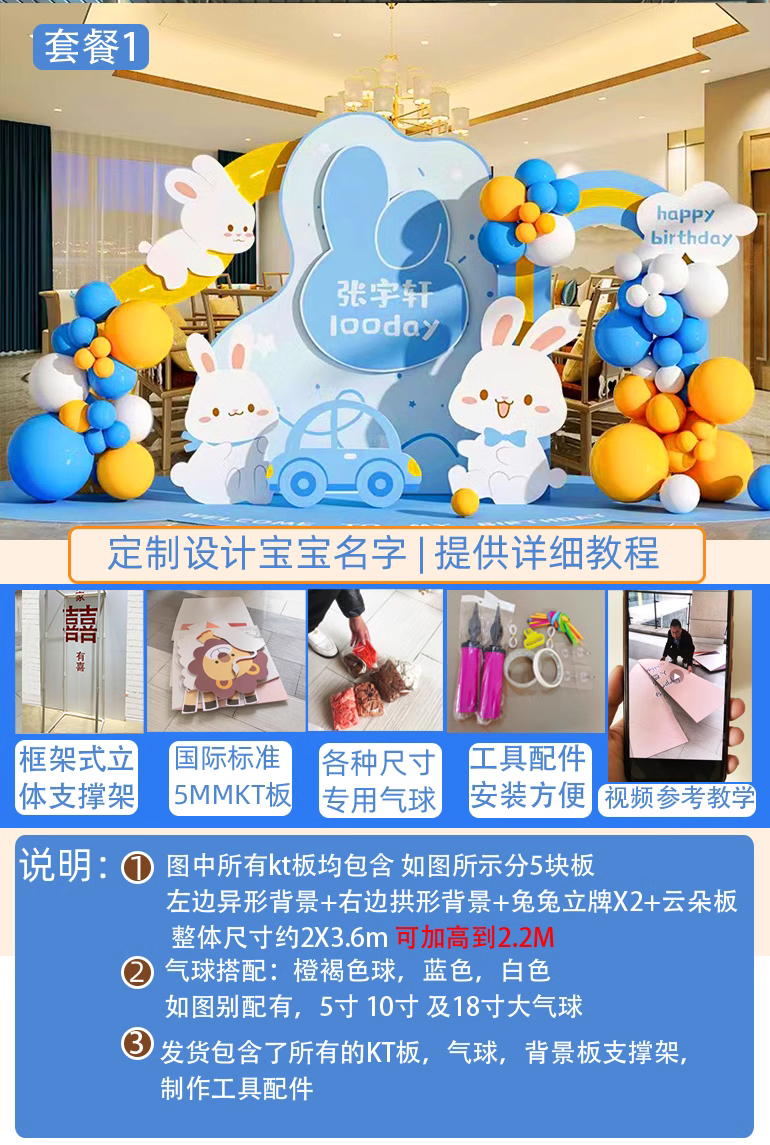 套餐1
happy
birthday
张宇轩
100day
WELCOME TO MY BIRTHDAY
定制设计宝宝名字 | 提供详细教程
囍
有
喜
框架式立
体支撑架
国际标准
5MMKT板
各种尺寸
专用气球
工具配件
安装方便
视频参考教学
说明：
1 图中所有kt板均包含 如图所示分5块板
左边异形背景+右边拱形背景+兔兔立牌X2+云朵板
整体尺寸约2X3.6m 可加高到2.2M
2 气球搭配：橙褐色球，蓝色，白色
如图别配有，5寸 10寸 及18寸大气球
3 发货包含了所有的KT板，气球，背景板支撑架，
制作工具配件